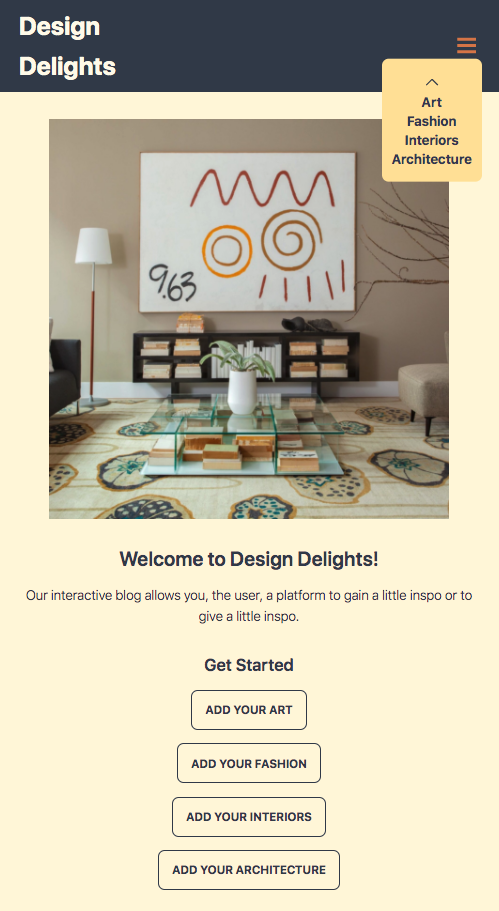 Design
Delights
Art
Fashion
Interiors
Architecture
9.63
Welcome to Design Delights!
Our interactive blog allows you, the user, a platform to gain a little inspo or to
give a little inspo.
Get Started
ADD YOUR ART
ADD YOUR FASHION
ADD YOUR INTERIORS
ADD YOUR ARCHITECTURE